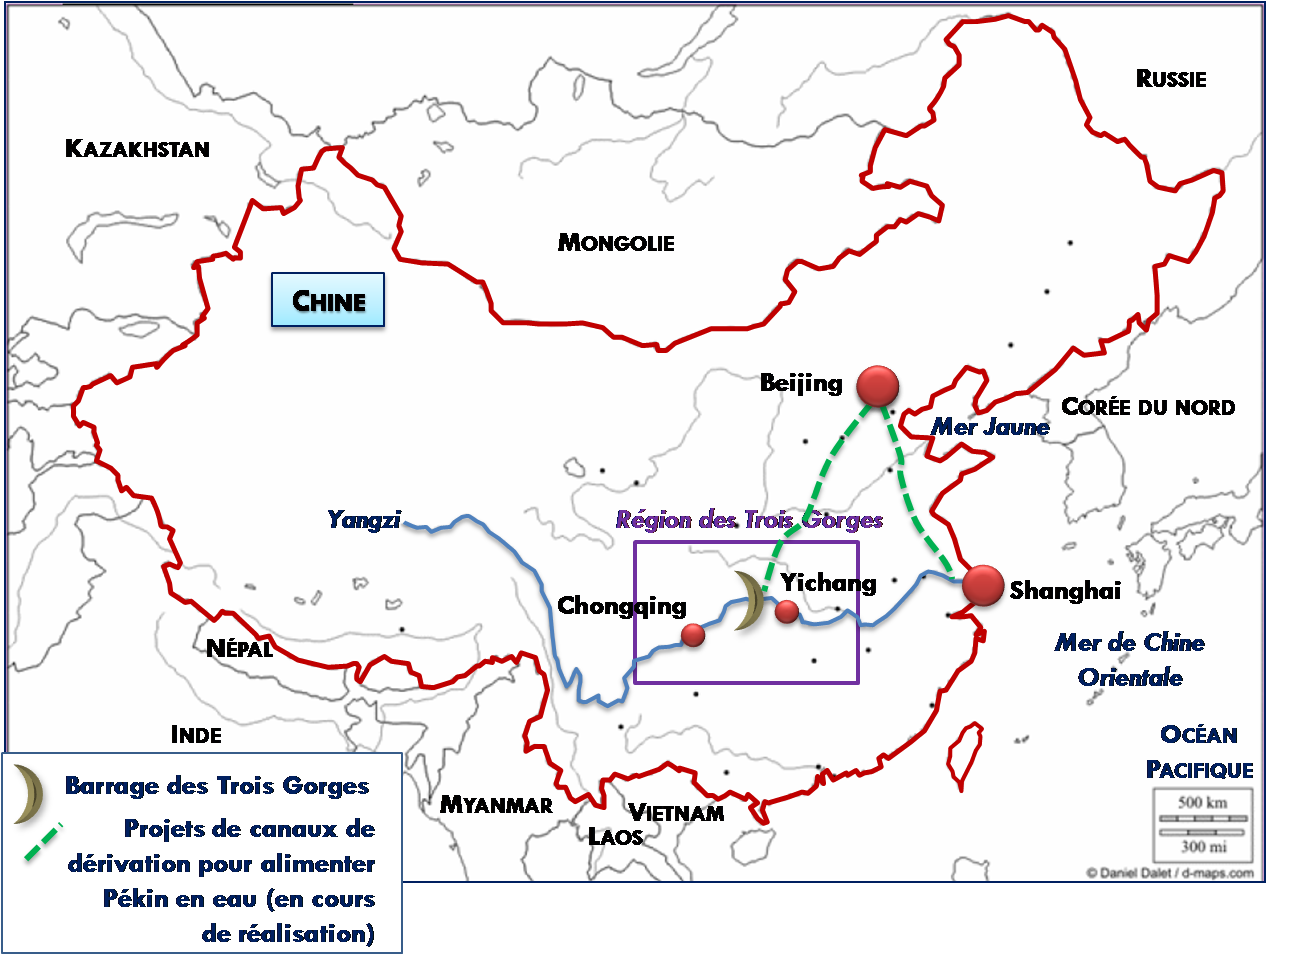 RUSSIE
KAZAKHSTAN
MONGOLIE
CHINE
Beijing
CORÉE DU NORD
Mer Jaune
Yangzi
Région des Trois Gorges
Yichang
Chongqing
Shanghai
Mer de Chine
Orientale
NÉPAL
INDE
OCÉAN
PACIFIQUE
MYANMAR
VIETNAM
LAOS
500 km
300 mi
© Daniel Dalet / d-maps.com
Barrage des Trois Gorges
Projets de canaux de
dérivation pour alimenter
Pékin en eau (en cours
de réalisation)